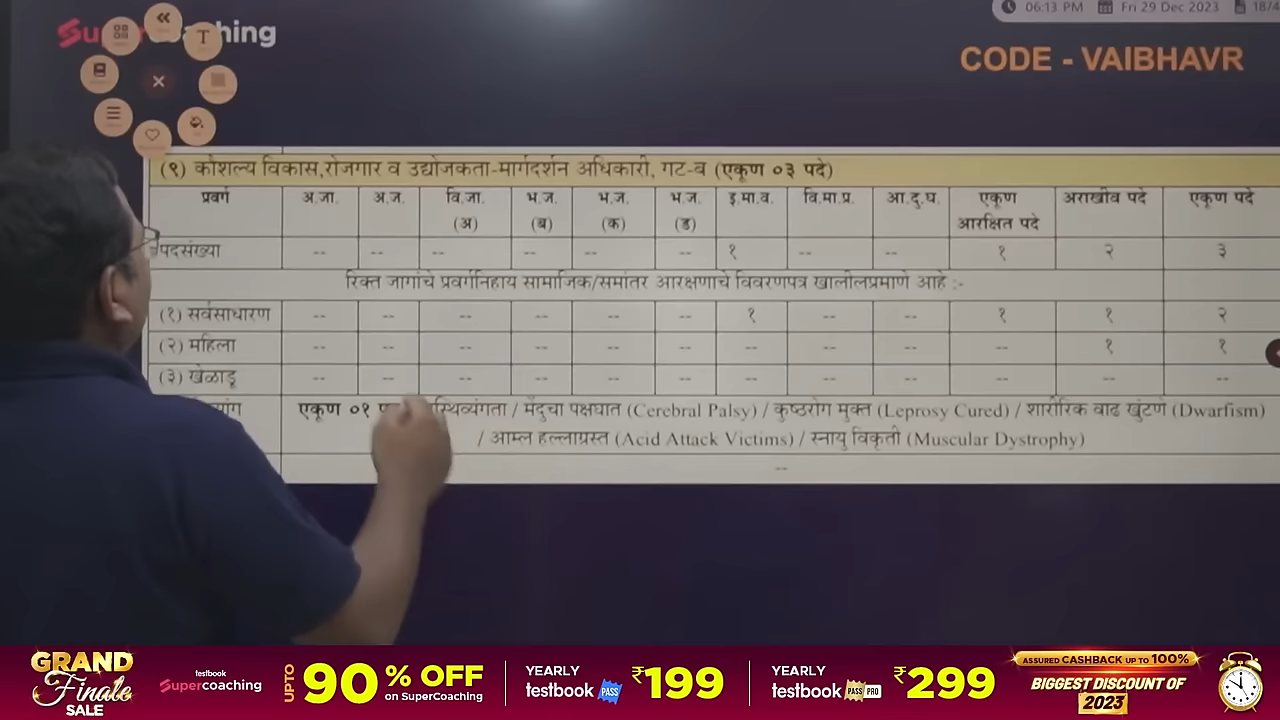 06:13 PM Fri 29 Dec 2023 18/4
SuperCoaching
T
CODE - VAIBHAVR
(९) कौशल्य विकास,रोजगार व उद्योजकता-मार्गदर्शन अधिकारी, गट-ब (एकूण ०३ पदे)
प्रवर्ग अ.जा. अ.ज. वि.जा. (अ) भ.ज. (ब) भ.ज. (क) भ.ज. (ड) इ.मा.व. वि.मा.प्र. आ.दु.घ. एकूण आरक्षित पदे अराखीव पदे एकूण पदे
पदसंख्या -- -- -- -- -- -- १ -- -- १ २ ३
रिक्त जागांचे प्रवर्गनिहाय सामाजिक/समांतर आरक्षणाचे विवरणपत्र खालीलप्रमाणे आहे :-
(१) सर्वसाधारण -- -- -- -- -- -- १ -- -- १ १ २
(२) महिला -- -- -- -- -- -- -- -- -- -- १ १
(३) खेळाडू -- -- -- -- -- -- -- -- -- -- -- --
एकूण ०१ / मेंदुचा पक्षघात (Cerebral Palsy) / कुष्ठरोग मुक्त (Leprosy Cured) / शारीरिक वाढ खुंटणे (Dwarfism)
/ आम्ल हल्लाग्रस्त (Acid Attack Victims) / स्नायु विकृती (Muscular Dystrophy)
--
GRAND
Finale
SALE
testbook
Supercoaching
UPTO 90% OFF
on SuperCoaching
YEARLY
testbook PASS
₹199
YEARLY
testbook PASS PRO
₹299
ASSURED CASHBACK UP TO 100%
BIGGEST DISCOUNT OF
2023